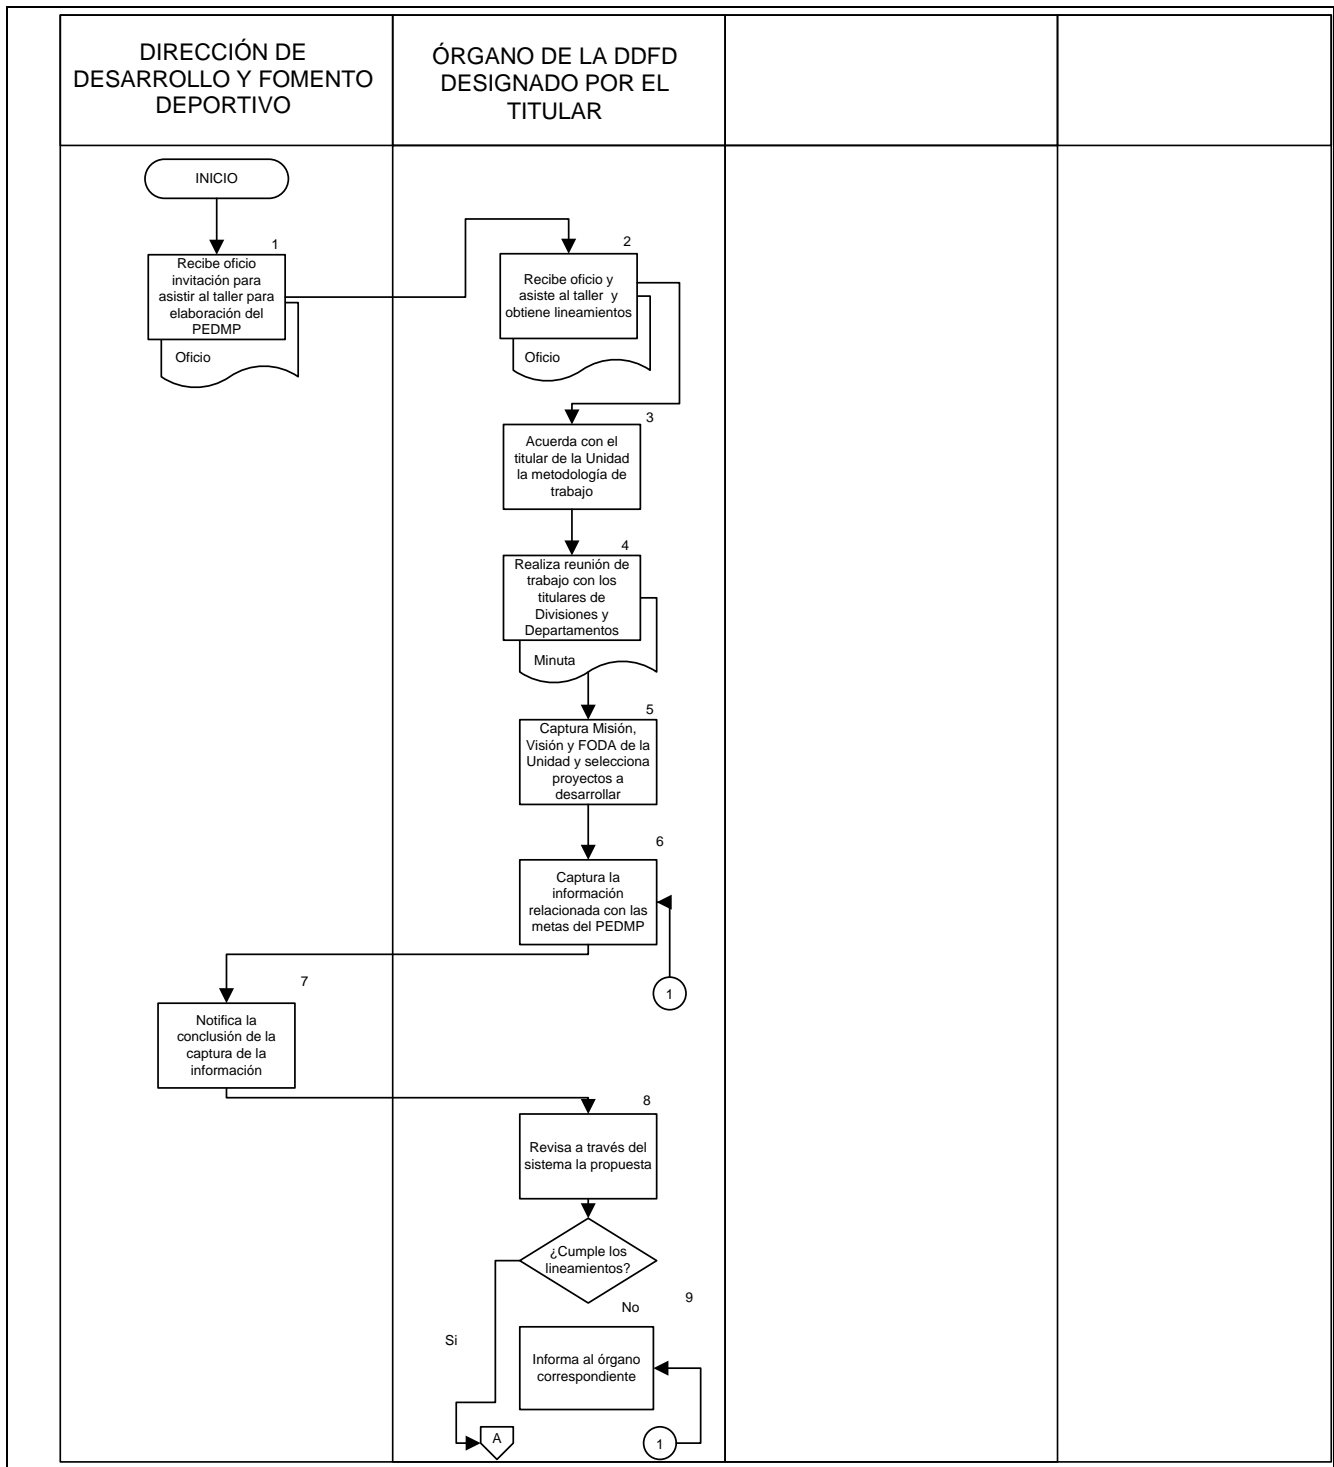 DIRECCIÓN DE
DESARROLLO Y FOMENTO
DEPORTIVO
ÓRGANO DE LA DDFD
DESIGNADO POR EL
TITULAR
INICIO
1
Recibe oficio
invitación para
asistir al taller para
elaboración del
PEDMP
Oficio
2
Recibe oficio y
asiste al taller y
obtiene lineamientos
Oficio
3
Acuerda con el
titular de la Unidad
la metodología de
trabajo
4
Realiza reunión de
trabajo con los
titulares de
Divisiones y
Departamentos
Minuta
5
Captura Misión,
Visión y FODA de la
Unidad y selecciona
proyectos a
desarrollar
6
Captura la
información
relacionada con las
metas del PEDMP
1
7
Notifica la
conclusión de la
captura de la
información
8
Revisa a través del
sistema la propuesta
¿Cumple los
lineamientos?
No
9
Si
Informa al órgano
correspondiente
A
1